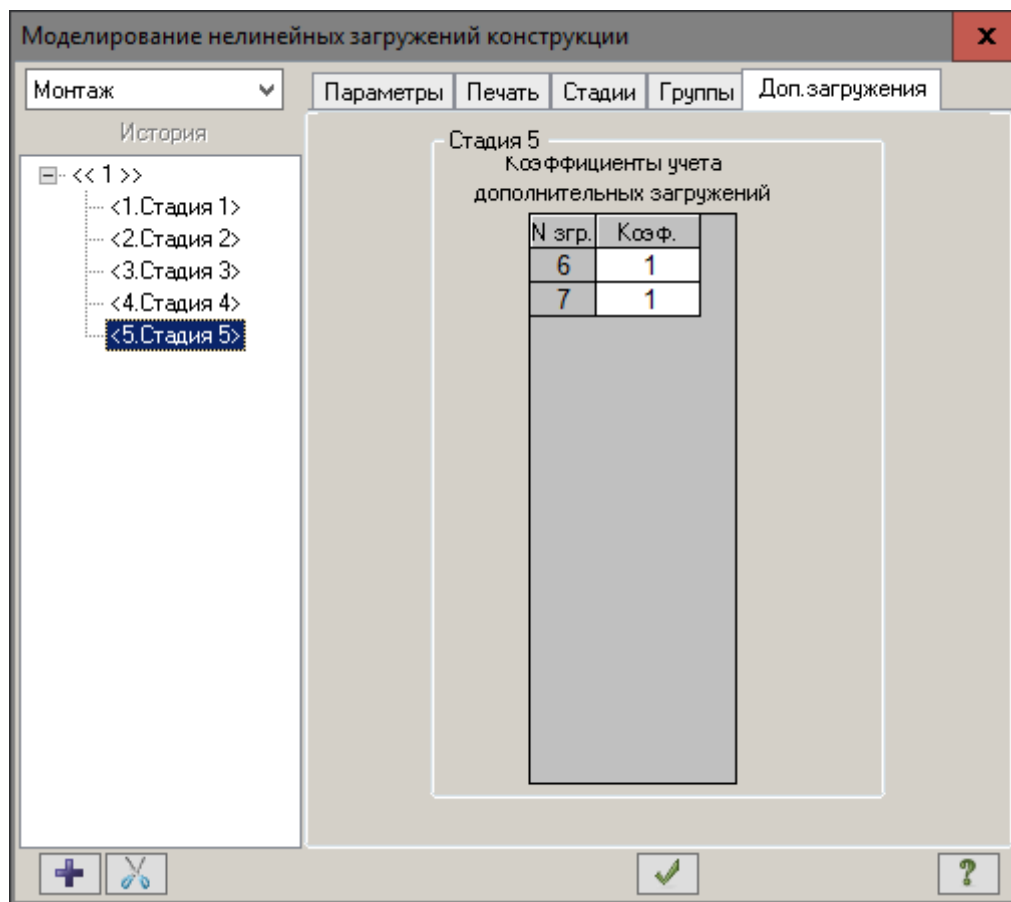 Моделирование нелинейных загружений конструкции
x
Монтаж
Параметры
Печать
Стадии
Группы
Доп.загружения
История
<< 1 >>
<1.Стадия 1>
<2.Стадия 2>
<3.Стадия 3>
<4.Стадия 4>
<5.Стадия 5>
Стадия 5
Коэффициенты учета
дополнительных загружений
N згр. Коэф.
6 1
7 1
?